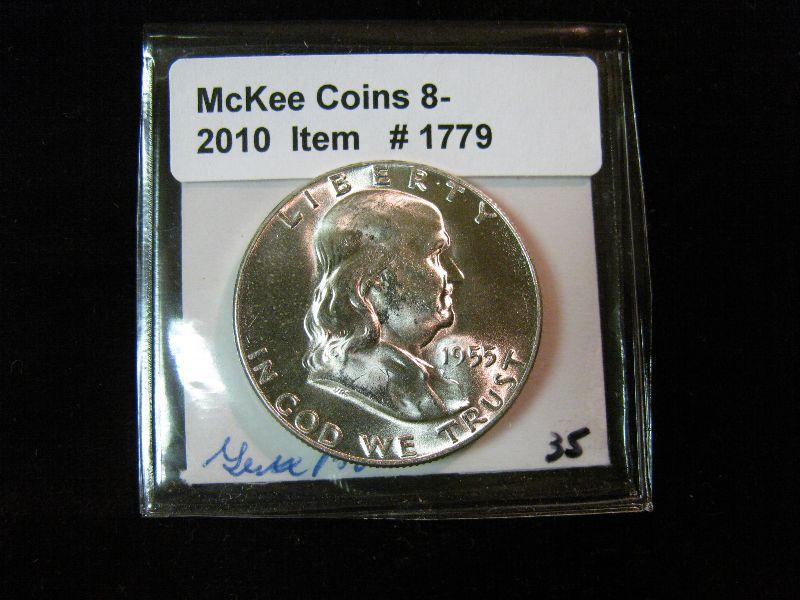 McKee Coins 8-
2010 Item # 1779
LIBERTY
1955
IN GOD WE TRUST
35